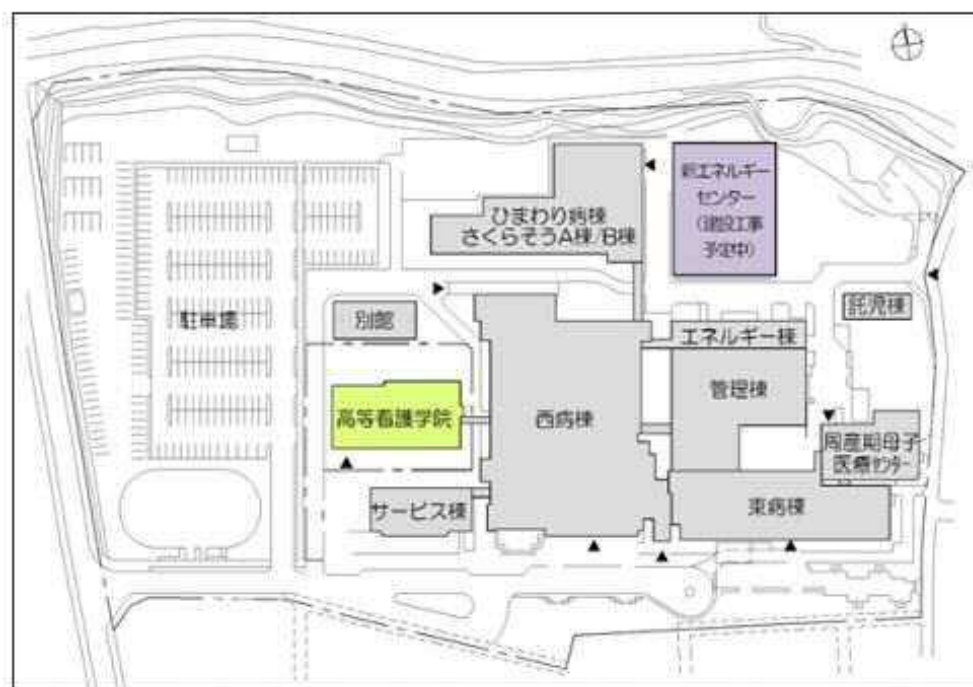 新エネルギー
センター
(建設工事
予定中)
ひまわり病棟
さくらそうA棟/B棟
託児棟
駐車場
別館
エネルギー棟
管理棟
高等看護学院
西病棟
周産期母子
医療センター
サービス棟
東病棟